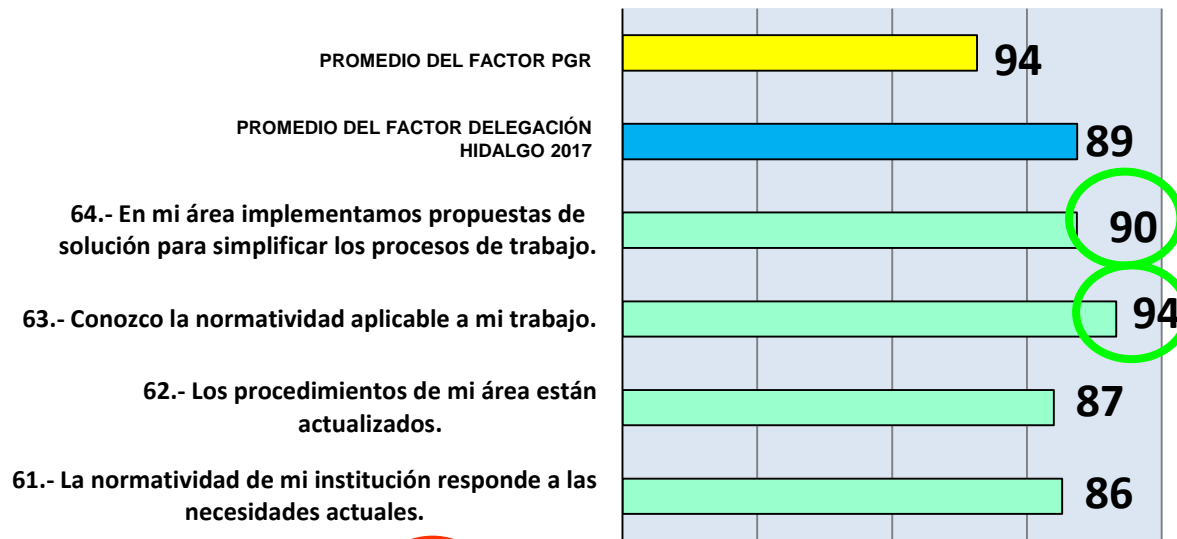 PROMEDIO DEL FACTOR PGR
94
PROMEDIO DEL FACTOR DELEGACIÓN
HIDALGO 2017
89
64.- En mi área implementamos propuestas de
solución para simplificar los procesos de trabajo.
90
63.- Conozco la normatividad aplicable a mi trabajo.
94
62.- Los procedimientos de mi área están
actualizados.
87
61.- La normatividad de mi institución responde a las
necesidades actuales.
86